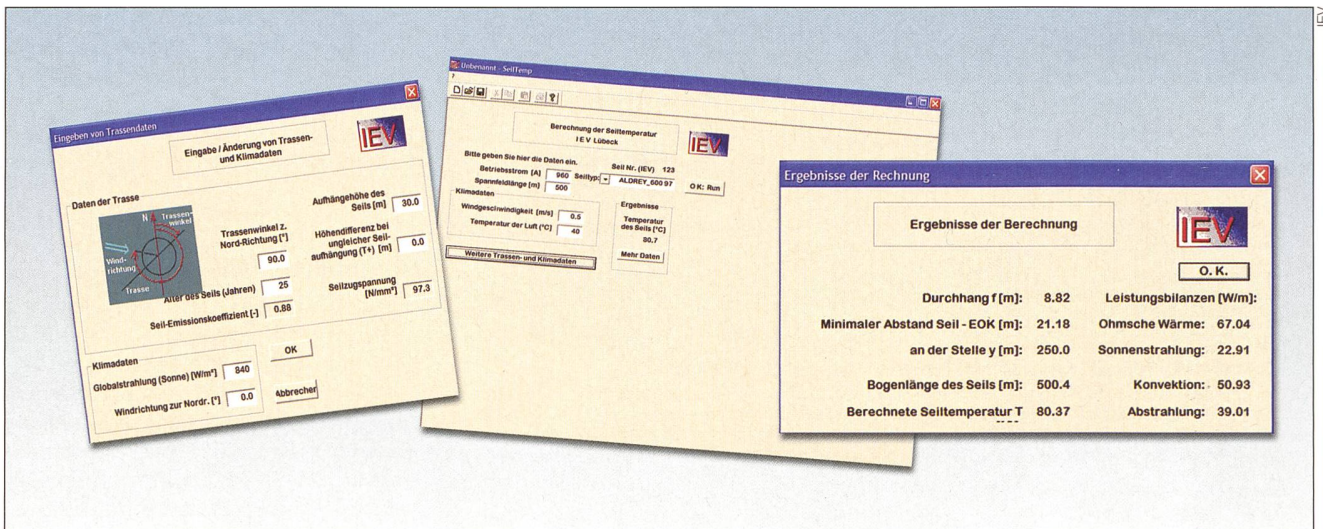 IEV
Eingeben von Trassendaten
Eingabe / Änderung von Trassen-
und Klimadaten
IEV
Daten der Trasse
N
Trassen-
winkel
Wind-
richtung
Trasse
Trassenwinkel z.
Nord-Richtung [°]
90.0
Alter des Seils (Jahren) 25
Seil-Emissionskoeffizient [-] 0.88
Aufhängehöhe des
Seils [m] 30.0
Höhendifferenz bei
ungleicher Seil-
aufhängung (T+) [m] 0.0
Seilzugspannung
[N/mm²] 97.3
Klimadaten
Globalstrahlung (Sonne) [W/m²] 840
Windrichtung zur Nordr. [°] 0.0
OK
Abbrechen
Unbenannt - SeilTemp
?
Berechnung der Seiltemperatur
I E V Lübeck
IEV
Bitte geben Sie hier die Daten ein.
Seil Nr. (IEV) 123
Betriebsstrom [A] 960 Seiltyp: ALDREY_600 97
Spannfeldlänge [m] 500
OK: Run
Klimadaten
Windgeschwindigkeit [m/s] 0.5
Temperatur der Luft [°C] 40
Ergebnisse
Temperatur
des Seils [°C]
80.7
Mehr Daten
Weitere Trassen- und Klimadaten
Ergebnisse der Rechnung
Ergebnisse der Berechnung
IEV
O. K.
Durchhang f [m]: 8.82 Leistungsbilanzen [W/m]:
Minimaler Abstand Seil - EOK [m]: 21.18 Ohmsche Wärme: 67.04
an der Stelle y [m]: 250.0 Sonnenstrahlung: 22.91
Bogenlänge des Seils [m]: 500.4 Konvektion: 50.93
Berechnete Seiltemperatur T 80.37 Abstrahlung: 39.01